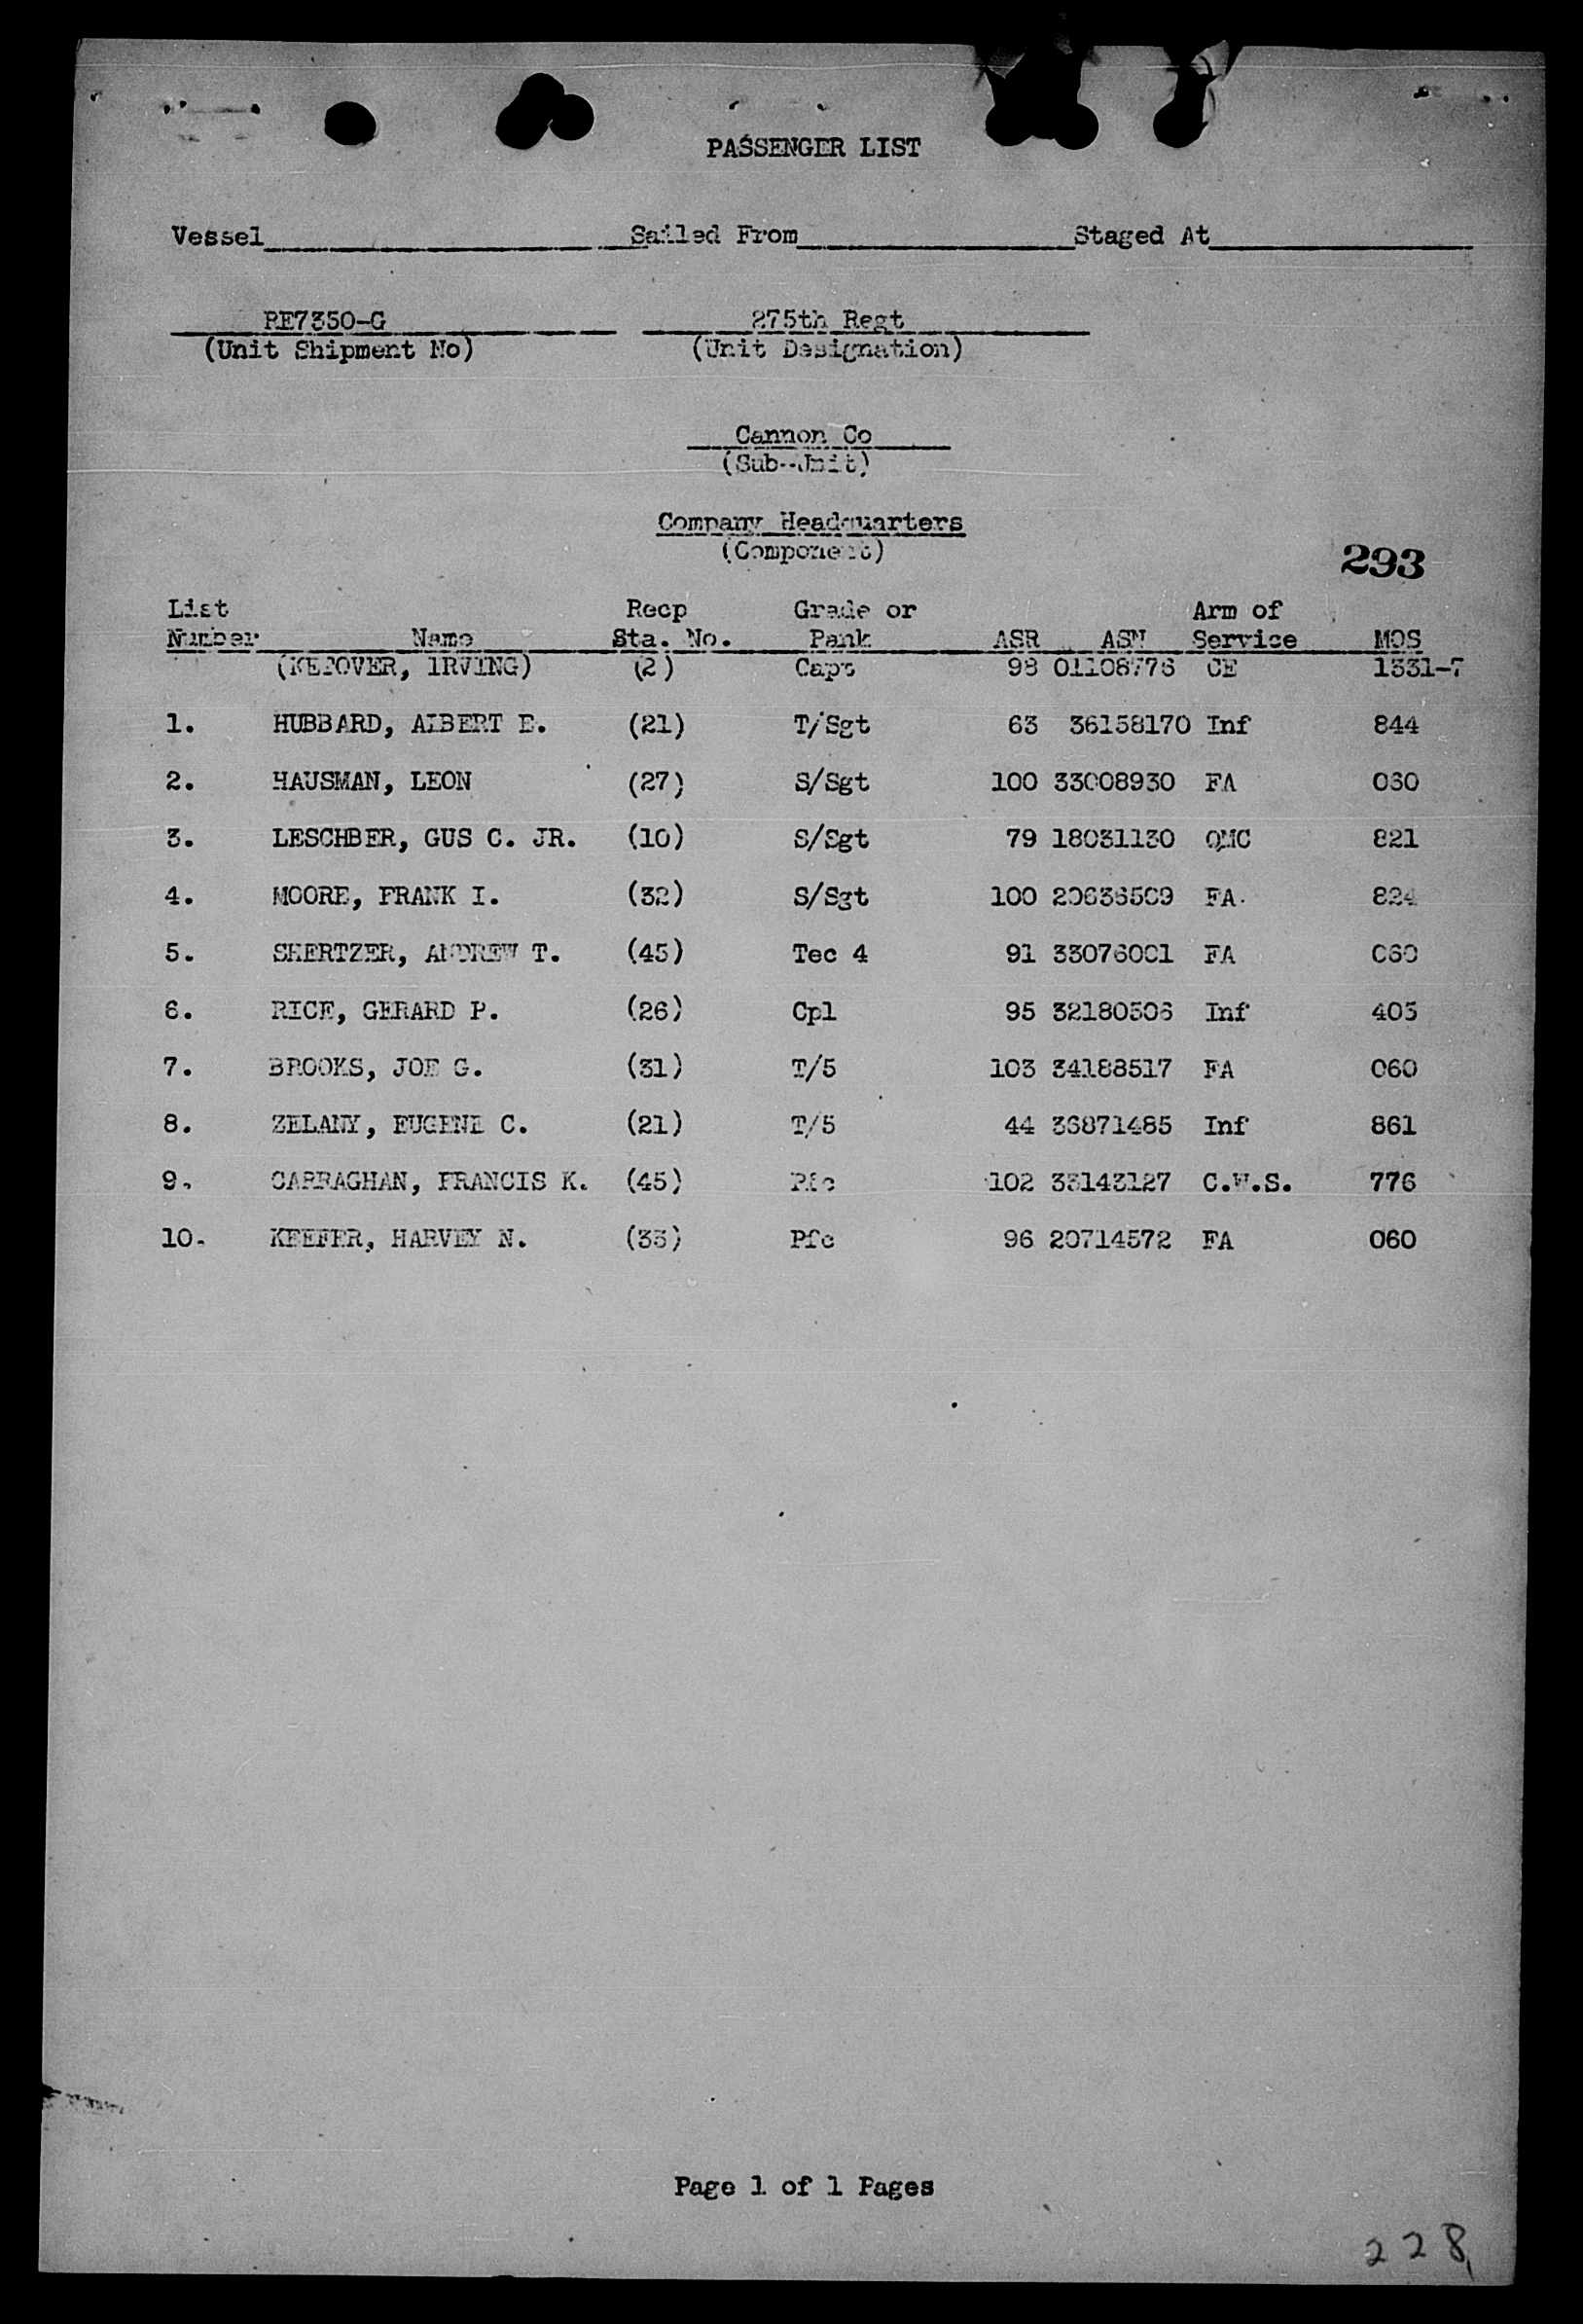 PASSENGER LIST
Vessel Sailed From Staged At
RE7350-G 275th Regt
(Unit Shipment No) (Unit Designation)
Cannon Co
(Sub-Unit)
Company Headquarters
(Component)
293
List Recp Grade or Arm of
Number Name Sta. No. Rank ASR ASN Service MOS
IRVING) (2) Capt 98 01108776 CE 1331-7
1. HUBBARD, ALBERT E. (21) T/Sgt 63 36158170 Inf 844
2. HAUSMAN, LEON (27) S/Sgt 100 33008930 FA 060
3. LESCHBER, GUS C. JR. (10) S/Sgt 79 18031130 QMC 821
4. MOORE, FRANK I. (32) S/Sgt 100 20636509 FA 824
5. SHERTZER, ANDREW T. (45) Tec 4 91 33076001 FA 060
6. RICE, GERARD P. (26) Cpl 95 32180506 Inf 405
7. BROOKS, JOE G. (31) T/5 103 34188517 FA 060
8. ZELANY, EUGENE C. (21) T/5 44 36871485 Inf 861
9. CARRAGHAN, FRANCIS K. (45) Pfc 102 33143127 C.W.S. 776
10. KEEFER, HARVEY N. (33) Pfc 96 20714572 FA 060
Page 1 of 1 Pages
228